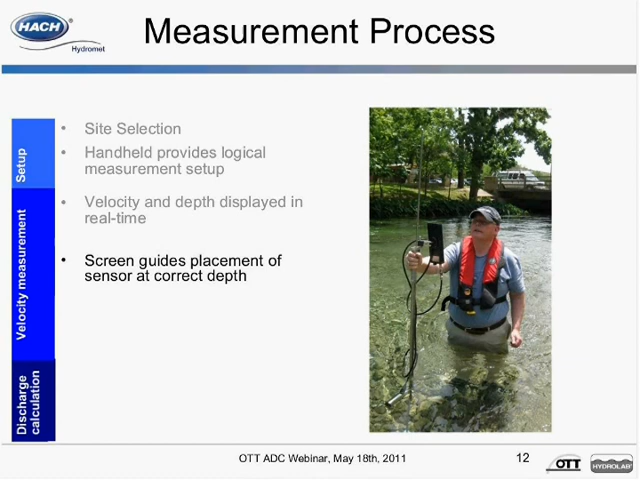 HACH®
Hydromet
Measurement Process
Setup
Velocity measurement
Discharge
calculation
• Site Selection
• Handheld provides logical
measurement setup
• Velocity and depth displayed in
real-time
• Screen guides placement of
sensor at correct depth
OTT ADC Webinar, May 18th, 2011
12
OTT
HYDROLAB